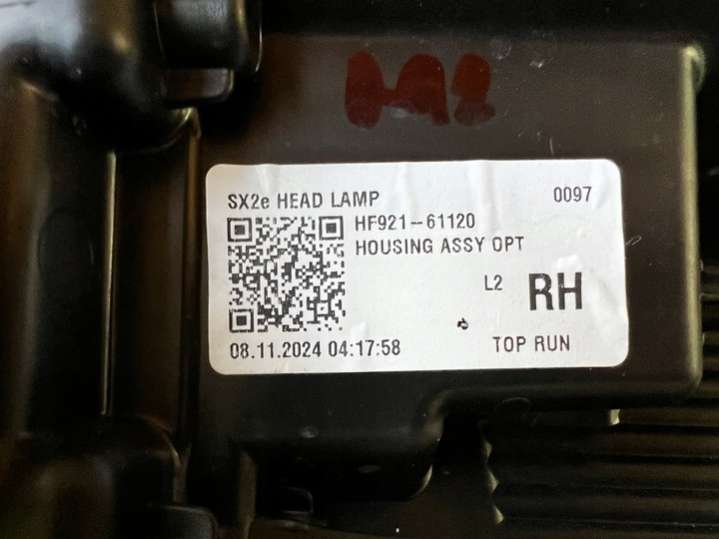 SX2e HEAD LAMP 0097
HF921-61120
HOUSING ASSY OPT
L2 RH
08.11.2024 04:17:58 TOP RUN